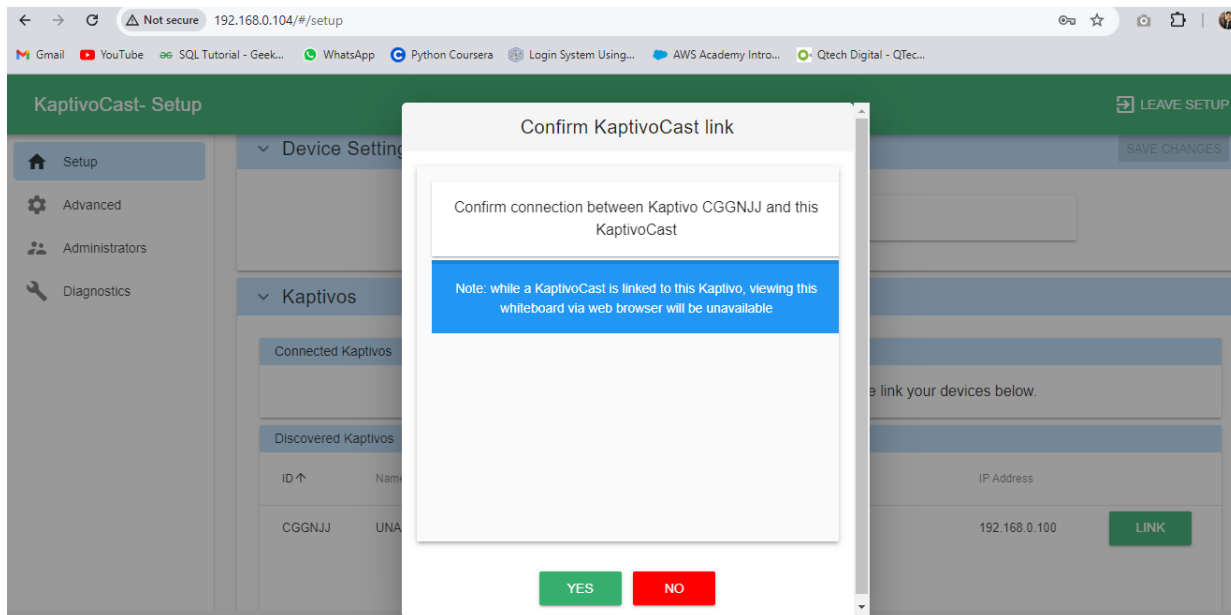 Not secure 192.168.0.104/#/setup
Gmail YouTube SQL Tutorial - Geek... WhatsApp Python Coursera Login System Using... AWS Academy Intro... Qtech Digital - QTec...
KaptivoCast- Setup
LEAVE SETUP
Setup
Advanced
Administrators
Diagnostics
Device Setting
SAVE CHANGES
Kaptivos
Connected Kaptivos
e link your devices below.
Discovered Kaptivos
ID Name IP Address
CGGNJJ UNA 192.168.0.100 LINK
Confirm KaptivoCast link
Confirm connection between Kaptivo CGGNJJ and this
KaptivoCast
Note: while a KaptivoCast is linked to this Kaptivo, viewing this
whiteboard via web browser will be unavailable
YES NO